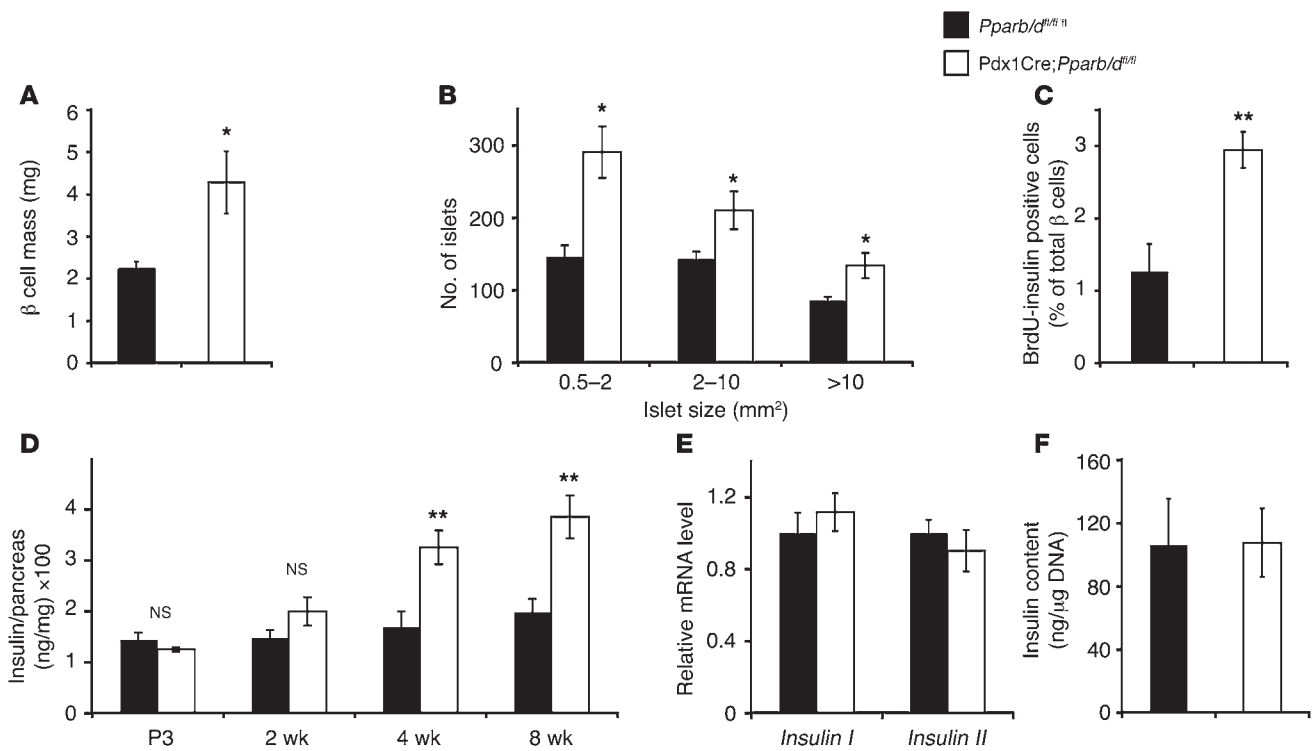 Pparb/d^fl/fl fl
Pdx1Cre;Pparb/d^fl/fl
A
β cell mass (mg)
6
5
4
3
2
1
0
*
B
No. of islets
300
200
100
0
*
*
*
0.5–2
2–10
>10
Islet size (mm²)
C
BrdU-insulin positive cells
(% of total β cells)
3
2
1
0
**
D
Insulin/pancreas
(ng/mg) ×100
4
3
2
1
0
NS
NS
**
**
P3
2 wk
4 wk
8 wk
E
Relative mRNA level
1.2
0.8
0.4
0
Insulin I
Insulin II
F
Insulin content
(ng/μg DNA)
160
120
80
40
0